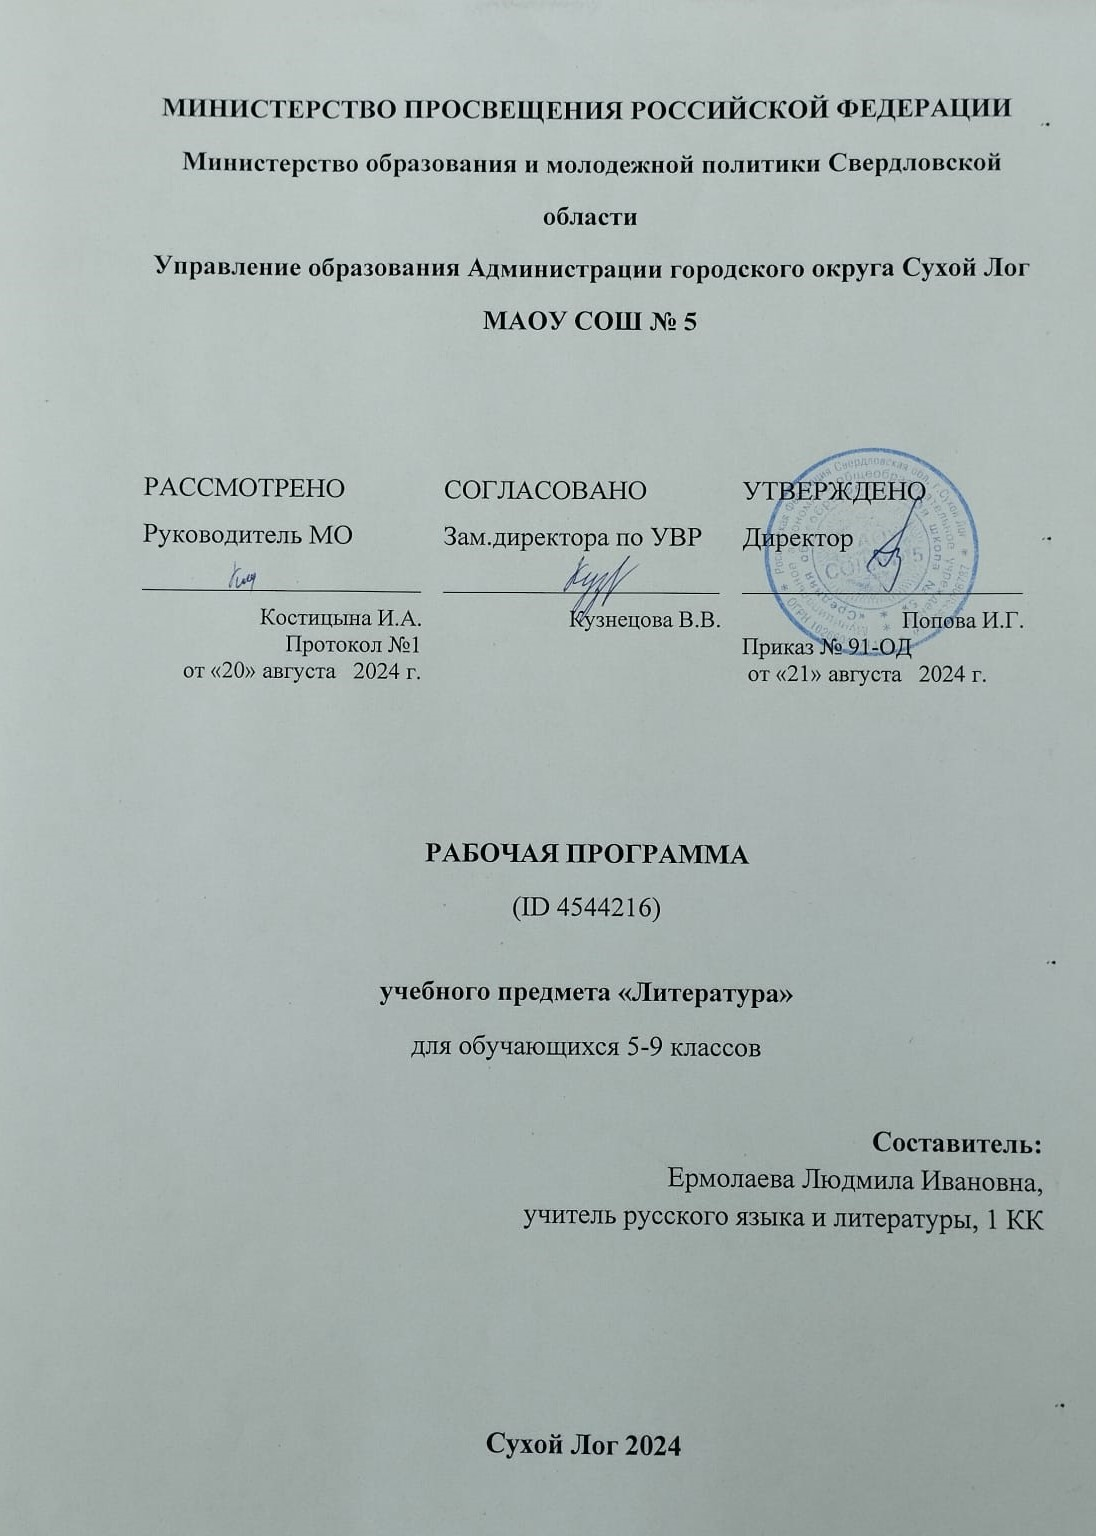 МИНИСТЕРСТВО ПРОСВЕЩЕНИЯ РОССИЙСКОЙ ФЕДЕРАЦИИ
Министерство образования и молодежной политики Свердловской
области
Управление образования Администрации городского округа Сухой Лог
МАОУ СОШ № 5
РАССМОТРЕНО
Руководитель МО
Костицына И.А.
Протокол №1
от «20» августа 2024 г.
СОГЛАСОВАНО
Зам.директора по УВР
Кузнецова В.В.
УТВЕРЖДЕНО
Директор
Попова И.Г.
Приказ № 91-ОД
от «21» августа 2024 г.
РАБОЧАЯ ПРОГРАММА
(ID 4544216)
учебного предмета «Литература»
для обучающихся 5-9 классов
Составитель:
Ермолаева Людмила Ивановна,
учитель русского языка и литературы, 1 КК
Сухой Лог 2024